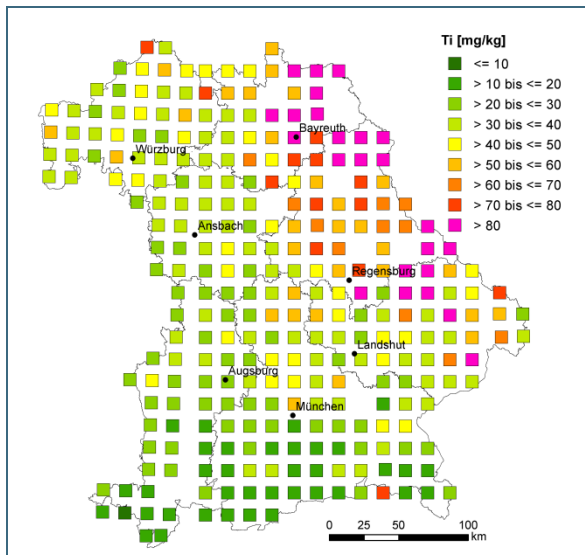 Ti [mg/kg]
<= 10
> 10 bis <= 20
> 20 bis <= 30
> 30 bis <= 40
> 40 bis <= 50
> 50 bis <= 60
> 60 bis <= 70
> 70 bis <= 80
> 80
Bayreuth
Würzburg
Ansbach
Regensburg
Landshut
Augsburg
München
0 25 50 100
km